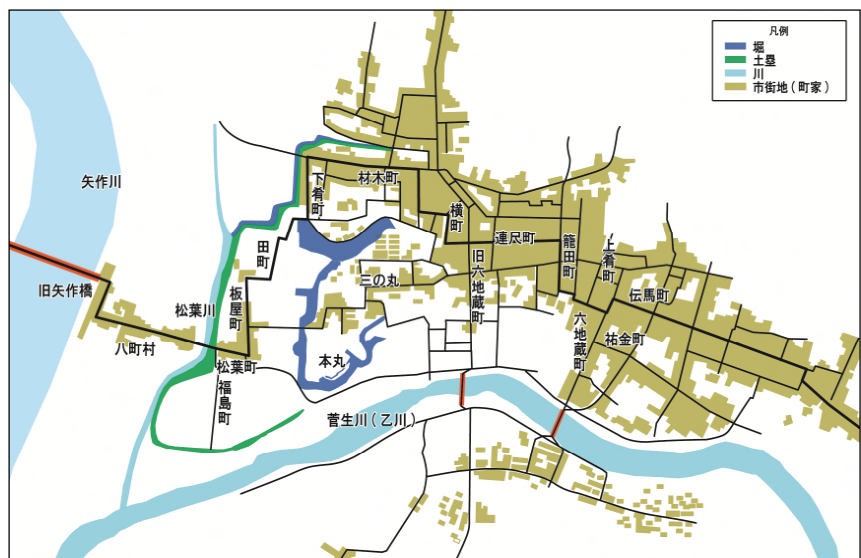 凡例
堀
土塁
川
市街地(町家)
矢作川
下肴町
材木町
横町
連尺町
籠田町
上肴町
伝馬町
田町
三の丸
旧六地蔵町
旧矢作橋
松葉川
板屋町
六地蔵町
祐金町
八町村
松葉町
本丸
福島町
菅生川(乙川)